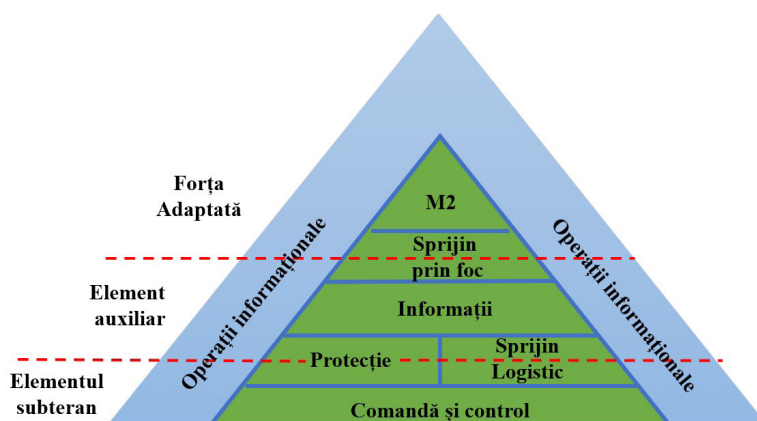 Forța
Adaptată
Element
auxiliar
Elementul
subteran
Operații informaționale
M2
Sprijin
prin foc
Informații
Protecție
Sprijin
Logistic
Comandă și control
Operații informaționale